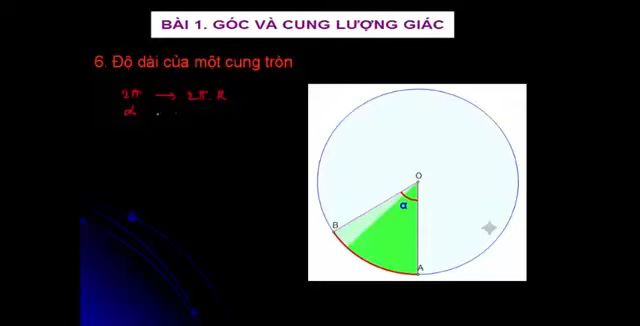 BÀI 1. GÓC VÀ CUNG LƯỢNG GIÁC
6. Độ dài của một cung tròn
2π → 2π.R
α
O
α
B
A